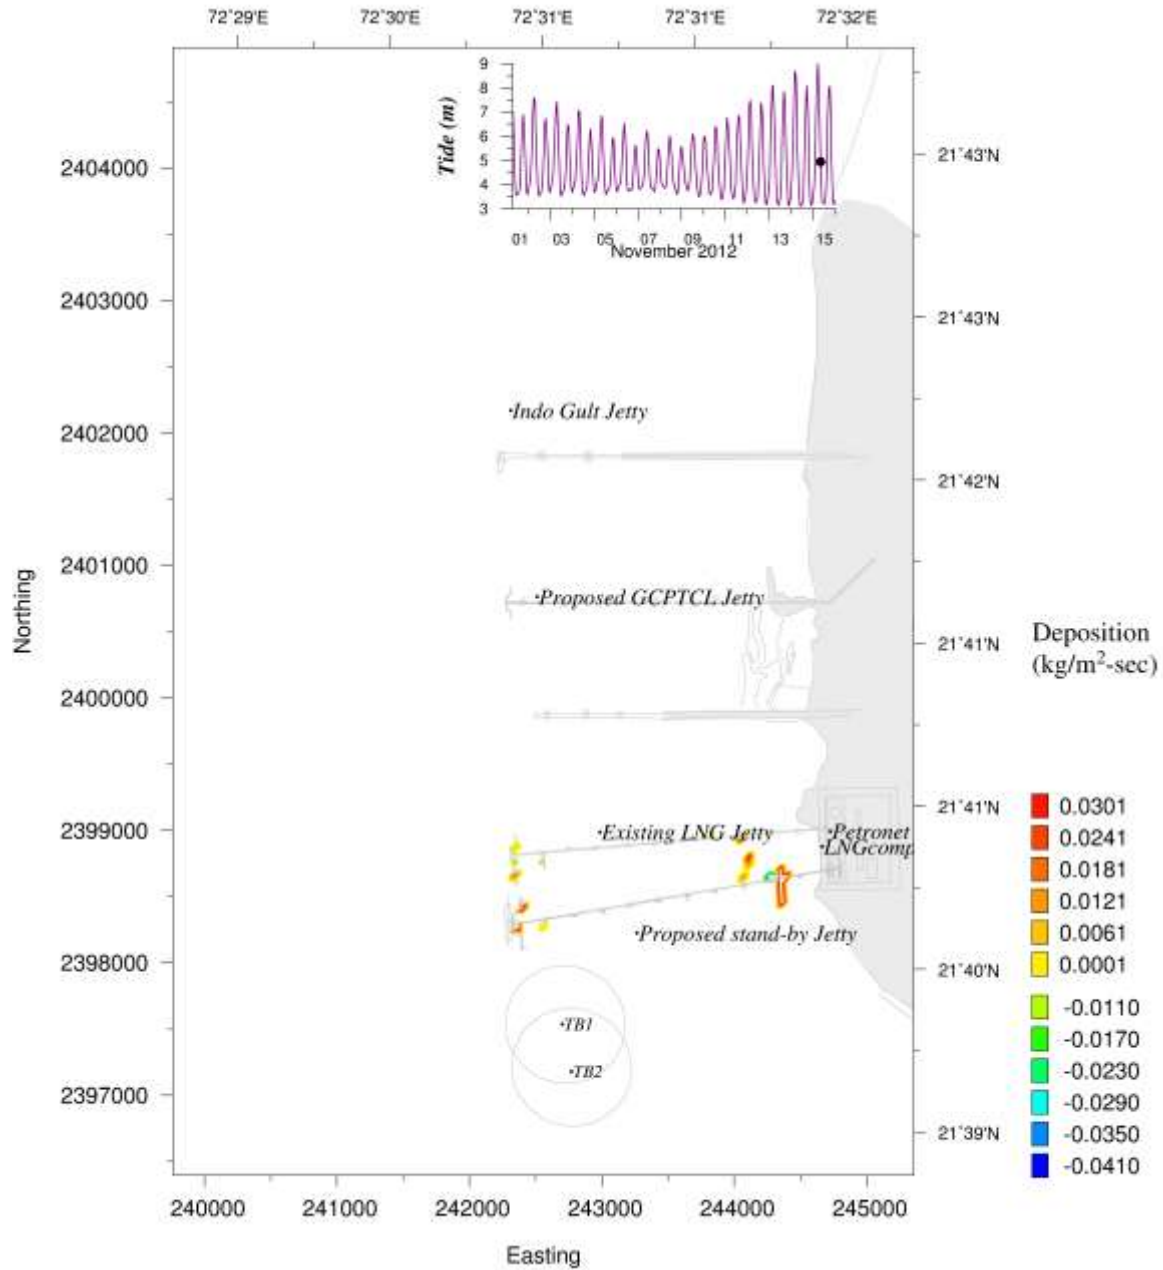 72˚29'E 72˚30'E 72˚31'E 72˚31'E 72˚32'E
9
8
7
6
5
4
3
Tide (m)
01 03 05 07 09 11 13 15
November 2012
2404000
2403000
2402000
2401000
2400000
2399000
2398000
2397000
Northing
21˚43'N
21˚43'N
21˚42'N
21˚41'N
21˚41'N
21˚40'N
21˚39'N
Indo Gult Jetty
Proposed GCPTCL Jetty
Existing LNG Jetty
Petronet
LNGcomp
Proposed stand-by Jetty
TB1
TB2
240000 241000 242000 243000 244000 245000
Easting
Deposition
(kg/m²-sec)
0.0301
0.0241
0.0181
0.0121
0.0061
0.0001
-0.0110
-0.0170
-0.0230
-0.0290
-0.0350
-0.0410